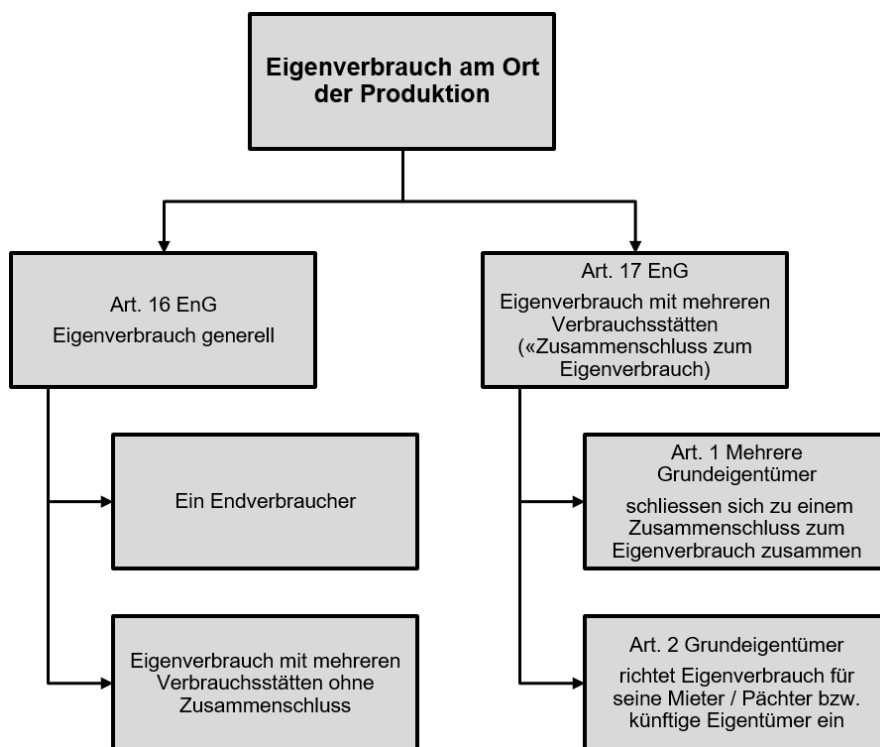 Eigenverbrauch am Ort
der Produktion
Art. 16 EnG
Eigenverbrauch generell
Ein Endverbraucher
Eigenverbrauch mit mehreren
Verbrauchsstätten ohne
Zusammenschluss
Art. 17 EnG
Eigenverbrauch mit mehreren
Verbrauchsstätten
(«Zusammenschluss zum
Eigenverbrauch)
Art. 1 Mehrere
Grundeigentümer
schliessen sich zu einem
Zusammenschluss zum
Eigenverbrauch zusammen
Art. 2 Grundeigentümer
richtet Eigenverbrauch für
seine Mieter / Pächter bzw.
künftige Eigentümer ein